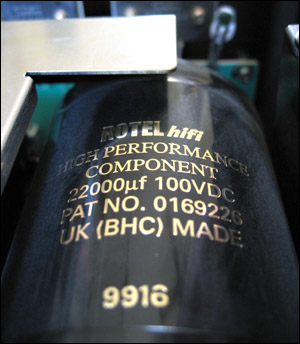 ROTEL hifi
HIGH PERFORMANCE
COMPONENT
22000µf 100VDC
PAT NO. 0169226
UK (BHC) MADE
9916